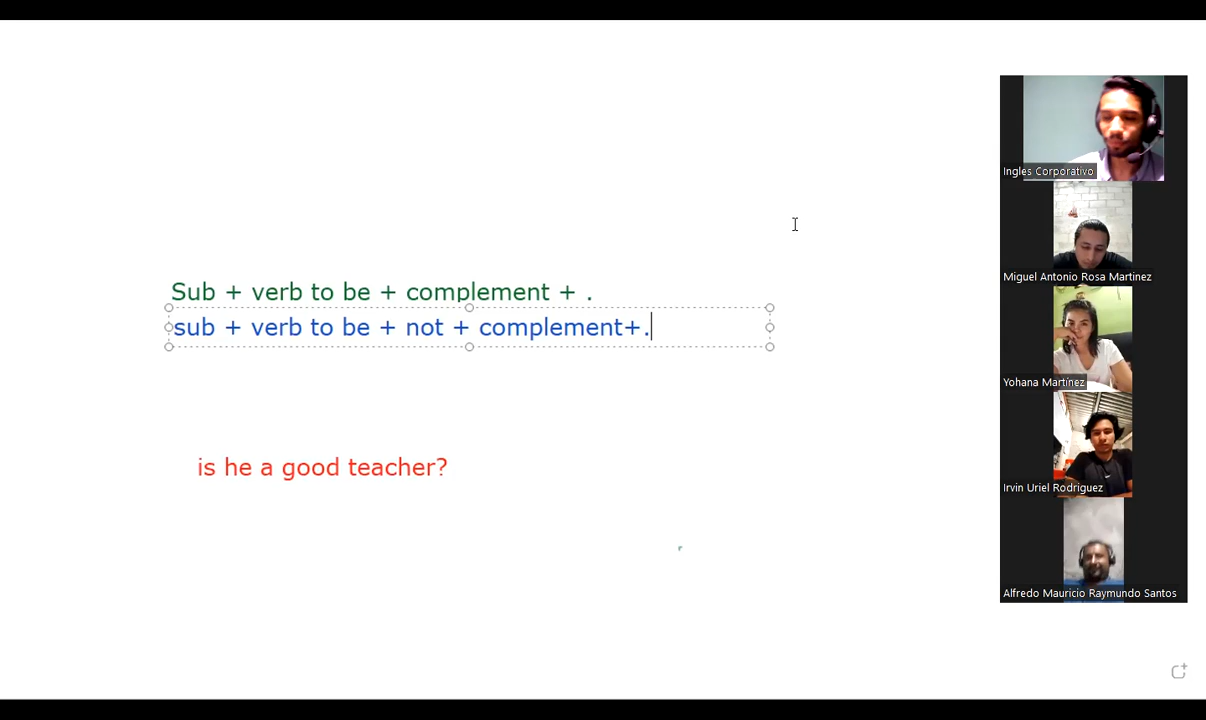 Sub + verb to be + complement + .
sub + verb to be + not + complement+.
is he a good teacher?
Ingles Corporativo
Miguel Antonio Rosa Martinez
Yohana Martínez
Irvin Uriel Rodriguez
Alfredo Mauricio Raymundo Santos